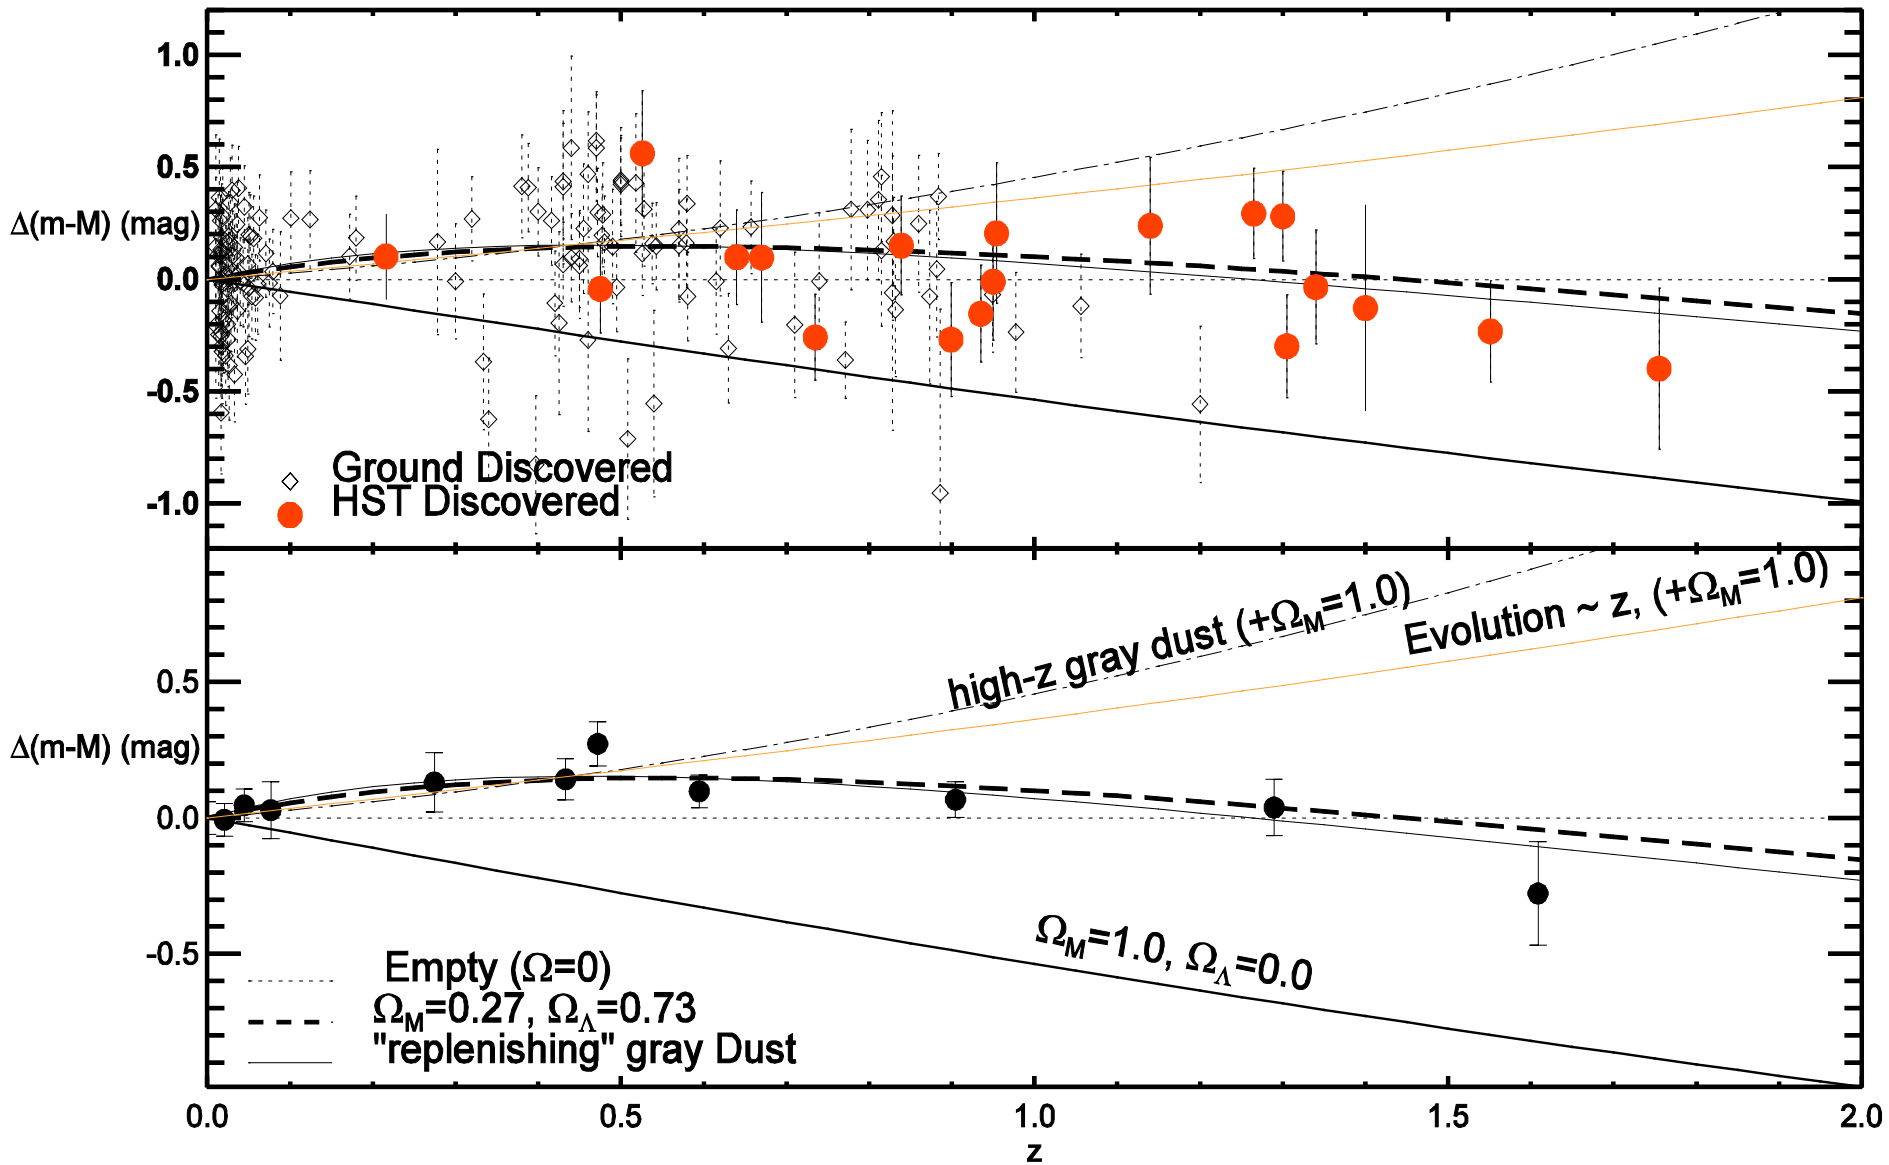 1.0
0.5
Δ(m-M) (mag)
0.0
-0.5
Ground Discovered
HST Discovered
-1.0
high-z gray dust (+Ω_M=1.0)
Evolution ~ z, (+Ω_M=1.0)
0.5
Δ(m-M) (mag)
0.0
-0.5
Ω_M=1.0, Ω_Λ=0.0
Empty (Ω=0)
Ω_M=0.27, Ω_Λ=0.73
"replenishing" gray Dust
0.0 0.5 1.0 1.5 2.0
z